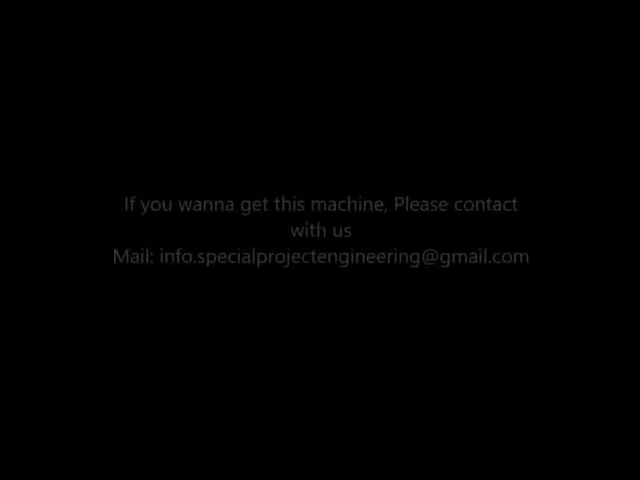 If you wanna get this machine, Please contact
with us
Mail: info.specialprojectengineering@gmail.com